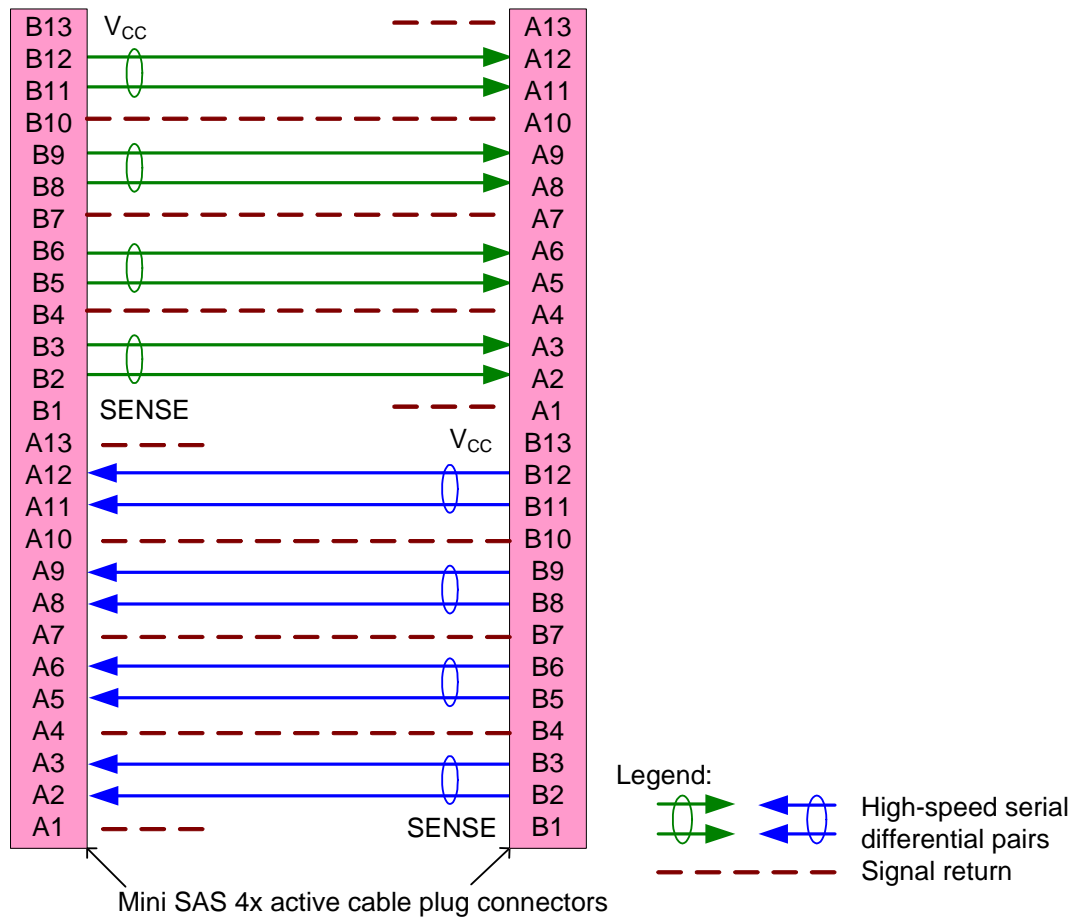 B13 V_CC A13
B12 A12
B11 A11
B10 A10
B9 A9
B8 A8
B7 A7
B6 A6
B5 A5
B4 A4
B3 A3
B2 A2
B1 SENSE A1
A13 V_CC B13
A12 B12
A11 B11
A10 B10
A9 B9
A8 B8
A7 B7
A6 B6
A5 B5
A4 B4
A3 B3
A2 B2
A1 SENSE B1
Legend:
High-speed serial
differential pairs
Signal return
Mini SAS 4x active cable plug connectors